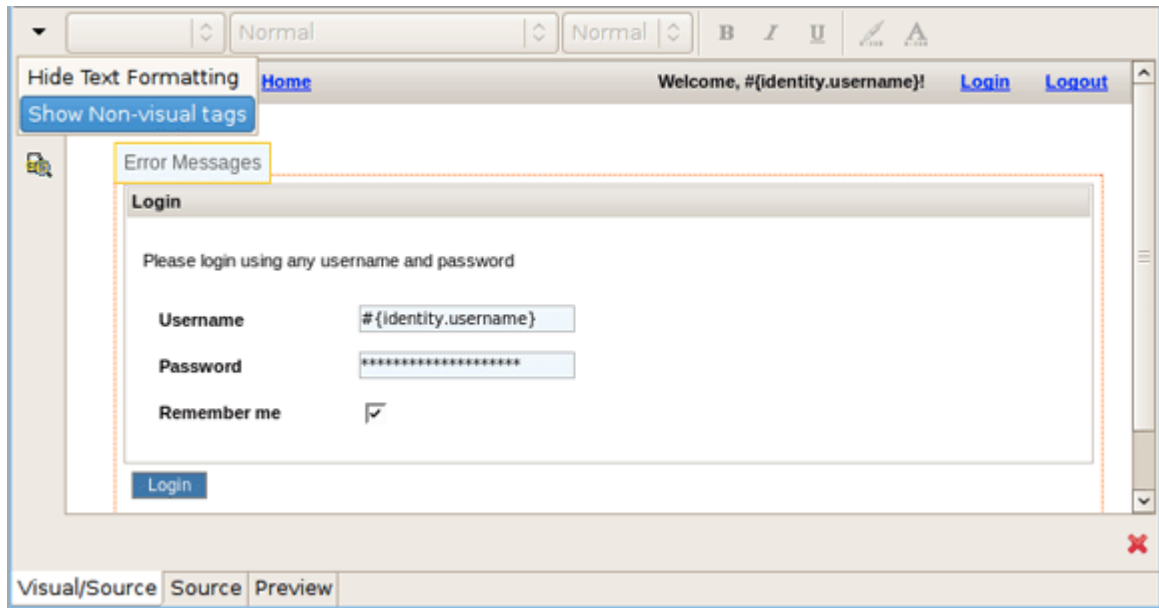 Normal Normal B I U A
Hide Text Formatting
Show Non-visual tags
Home Welcome, #{identity.username}! Login Logout
Error Messages
Login
Please login using any username and password
Username #{identity.username}
Password ********************
Remember me
Login
Visual/Source Source Preview